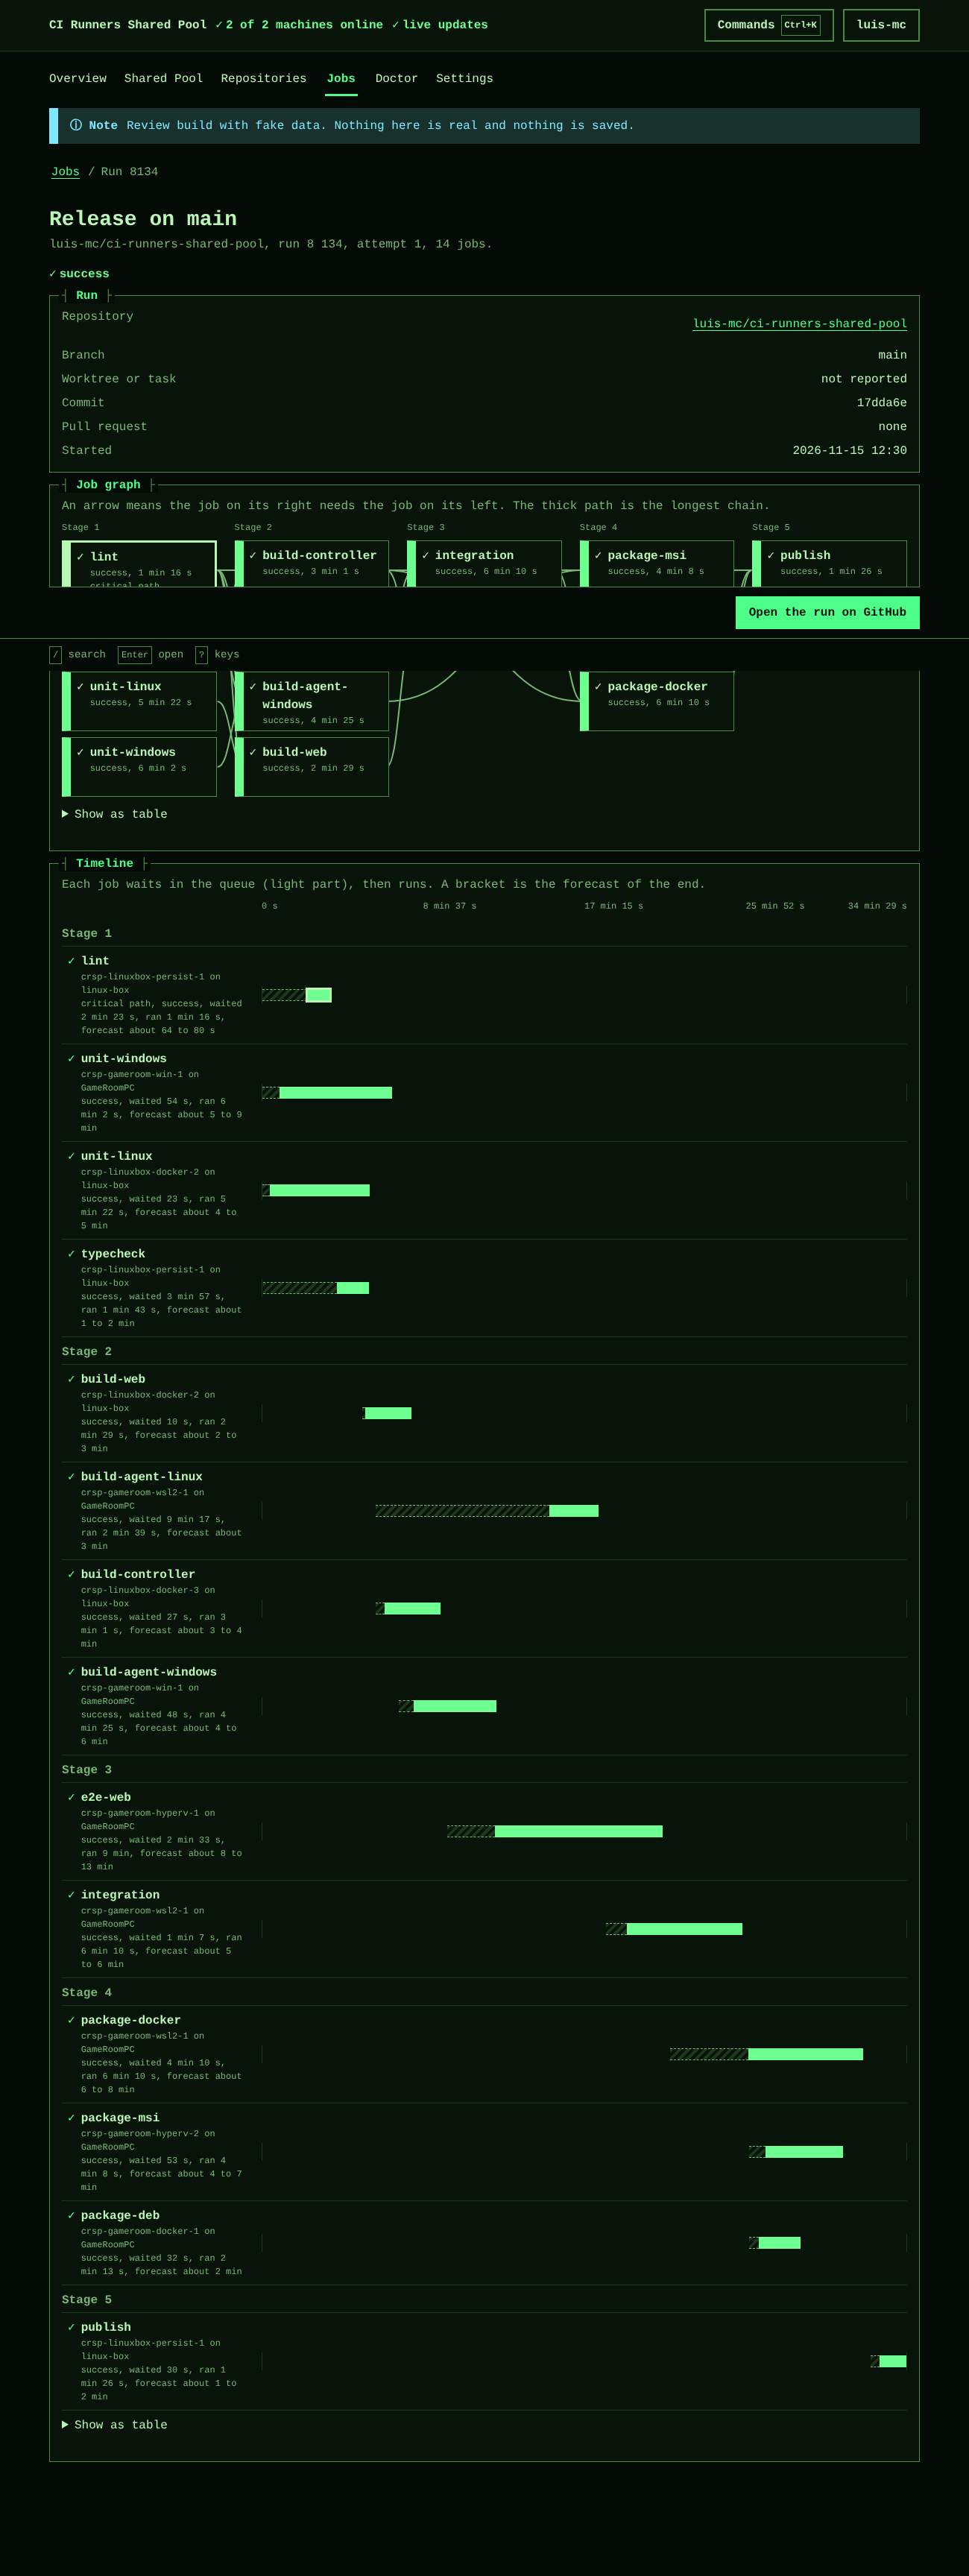 CI Runners Shared Pool ✓ 2 of 2 machines online ✓ live updates Commands Ctrl+K luis-mc
Overview Shared Pool Repositories Jobs Doctor Settings
ⓘ Note Review build with fake data. Nothing here is real and nothing is saved.
Jobs / Run 8134
Release on main
luis-mc/ci-runners-shared-pool, run 8 134, attempt 1, 14 jobs.
✓ success
Run
Repository luis-mc/ci-runners-shared-pool
Branch main
Worktree or task not reported
Commit 17dda6e
Pull request none
Started 2026-11-15 12:30
Job graph
An arrow means the job on its right needs the job on its left. The thick path is the longest chain.
Stage 1 Stage 2 Stage 3 Stage 4 Stage 5
✓ lint ✓ build-controller ✓ integration ✓ package-msi ✓ publish
success, 1 min 16 s success, 3 min 1 s success, 6 min 10 s success, 4 min 8 s success, 1 min 26 s
critical path
Open the run on GitHub
/ search Enter open ? keys
✓ unit-linux ✓ build-agent-windows ✓ package-docker
success, 5 min 22 s success, 4 min 25 s success, 6 min 10 s
✓ unit-windows ✓ build-web
success, 6 min 2 s success, 2 min 29 s
▶ Show as table
Timeline
Each job waits in the queue (light part), then runs. A bracket is the forecast of the end.
0 s 8 min 37 s 17 min 15 s 25 min 52 s 34 min 29 s
Stage 1
✓ lint
crsp-linuxbox-persist-1 on
linux-box
critical path, success, waited
2 min 23 s, ran 1 min 16 s,
forecast about 64 to 80 s
✓ unit-windows
crsp-gameroom-win-1 on
GameRoomPC
success, waited 54 s, ran 6
min 2 s, forecast about 5 to 9
min
✓ unit-linux
crsp-linuxbox-docker-2 on
linux-box
success, waited 23 s, ran 5
min 22 s, forecast about 4 to
5 min
✓ typecheck
crsp-linuxbox-persist-1 on
linux-box
success, waited 3 min 57 s,
ran 1 min 43 s, forecast about
1 to 2 min
Stage 2
✓ build-web
crsp-linuxbox-docker-2 on
linux-box
success, waited 10 s, ran 2
min 29 s, forecast about 2 to
3 min
✓ build-agent-linux
crsp-gameroom-wsl2-1 on
GameRoomPC
success, waited 9 min 17 s,
ran 2 min 39 s, forecast about
3 min
✓ build-controller
crsp-linuxbox-docker-3 on
linux-box
success, waited 27 s, ran 3
min 1 s, forecast about 3 to 4
min
✓ build-agent-windows
crsp-gameroom-win-1 on
GameRoomPC
success, waited 48 s, ran 4
min 25 s, forecast about 4 to
6 min
Stage 3
✓ e2e-web
crsp-gameroom-hyperv-1 on
GameRoomPC
success, waited 2 min 33 s,
ran 9 min, forecast about 8 to
13 min
✓ integration
crsp-gameroom-wsl2-1 on
GameRoomPC
success, waited 1 min 7 s, ran
6 min 10 s, forecast about 5
to 6 min
Stage 4
✓ package-docker
crsp-gameroom-wsl2-1 on
GameRoomPC
success, waited 4 min 10 s,
ran 6 min 10 s, forecast about
6 to 8 min
✓ package-msi
crsp-gameroom-hyperv-2 on
GameRoomPC
success, waited 53 s, ran 4
min 8 s, forecast about 4 to 7
min
✓ package-deb
crsp-gameroom-docker-1 on
GameRoomPC
success, waited 32 s, ran 2
min 13 s, forecast about 2 min
Stage 5
✓ publish
crsp-linuxbox-persist-1 on
linux-box
success, waited 30 s, ran 1
min 26 s, forecast about 1 to
2 min
▶ Show as table